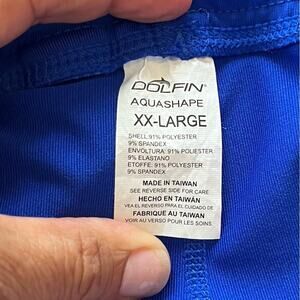 DOLFIN®
AQUASHAPE
XX-LARGE
SHELL:91% POLYESTER
9% SPANDEX
ENVOLTURA: 91% POLIESTER
9% ELASTANO
ETOFFE: 91% POLYESTER
9% SPANDEX
MADE IN TAIWAN
SEE REVERSE SIDE FOR CARE
HECHO EN TAIWÁN
VEA EL REVERSO PARA EL CUIDADO DE
FABRIQUÉ AU TAIWAN
VOIR AU VERSO POUR LES SOINS.